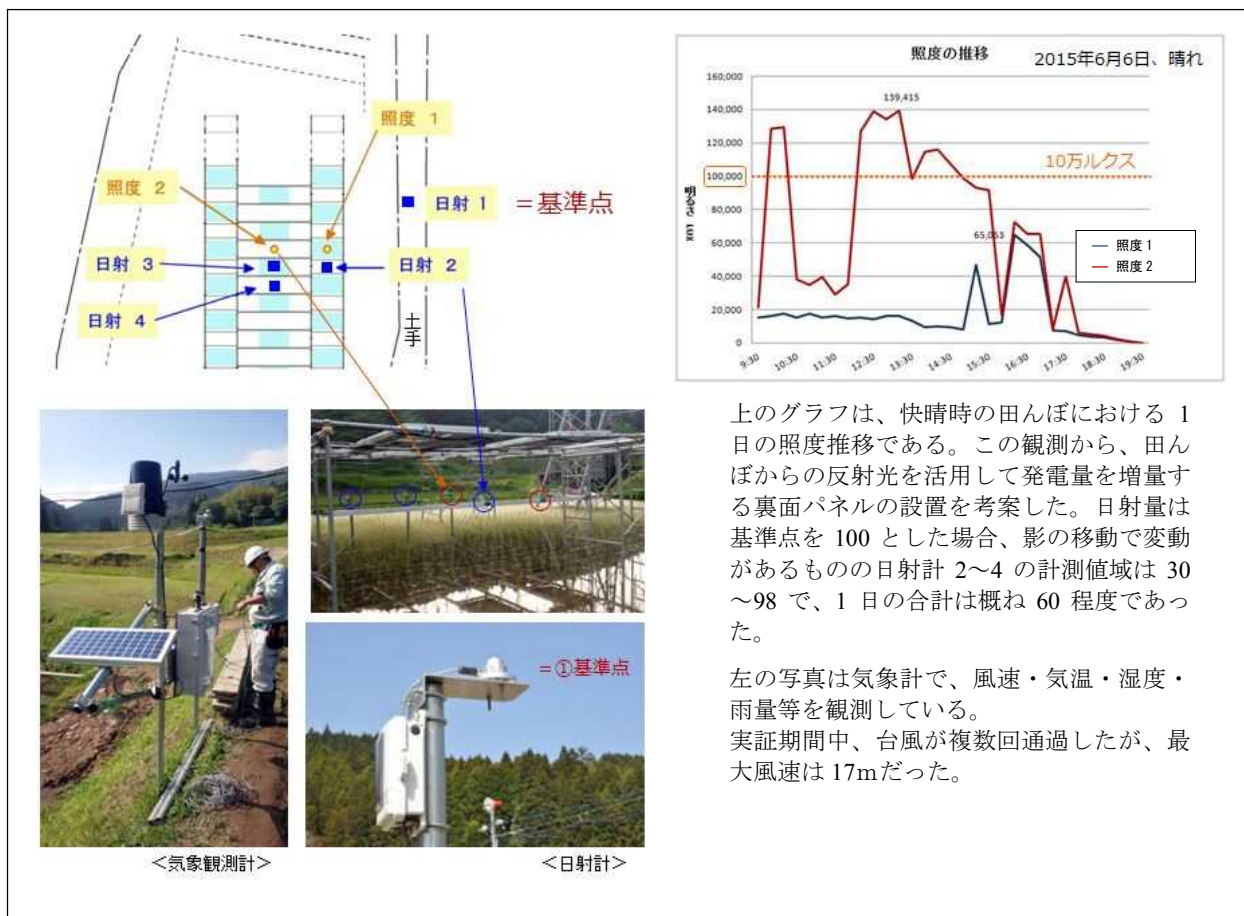 照度 1
照度 2
日射 1
=基準点
日射 3
日射 2
日射 4
土手
照度の推移
2015年6月6日、晴れ
160,000
140,000
120,000
100,000
80,000
60,000
40,000
20,000
0
明るさ Lux
139,415
10万ルクス
65,053
照度 1
照度 2
9:30
10:30
11:30
12:30
13:30
14:30
15:30
16:30
17:30
18:30
19:30
上のグラフは、快晴時の田んぼにおける 1
日の照度推移である。この観測から、田ん
ぼからの反射光を活用して発電量を増量す
る裏面パネルの設置を考案した。日射量は
基準点を 100 とした場合、影の移動で変動
があるものの日射計 2～4 の計測値域は 30
～98 で、1 日の合計は概ね 60 程度であっ
た。
左の写真は気象計で、風速・気温・湿度・
雨量等を観測している。
実証期間中、台風が複数回通過したが、最
大風速は 17mだった。
=①基準点
＜気象観測計＞
＜日射計＞